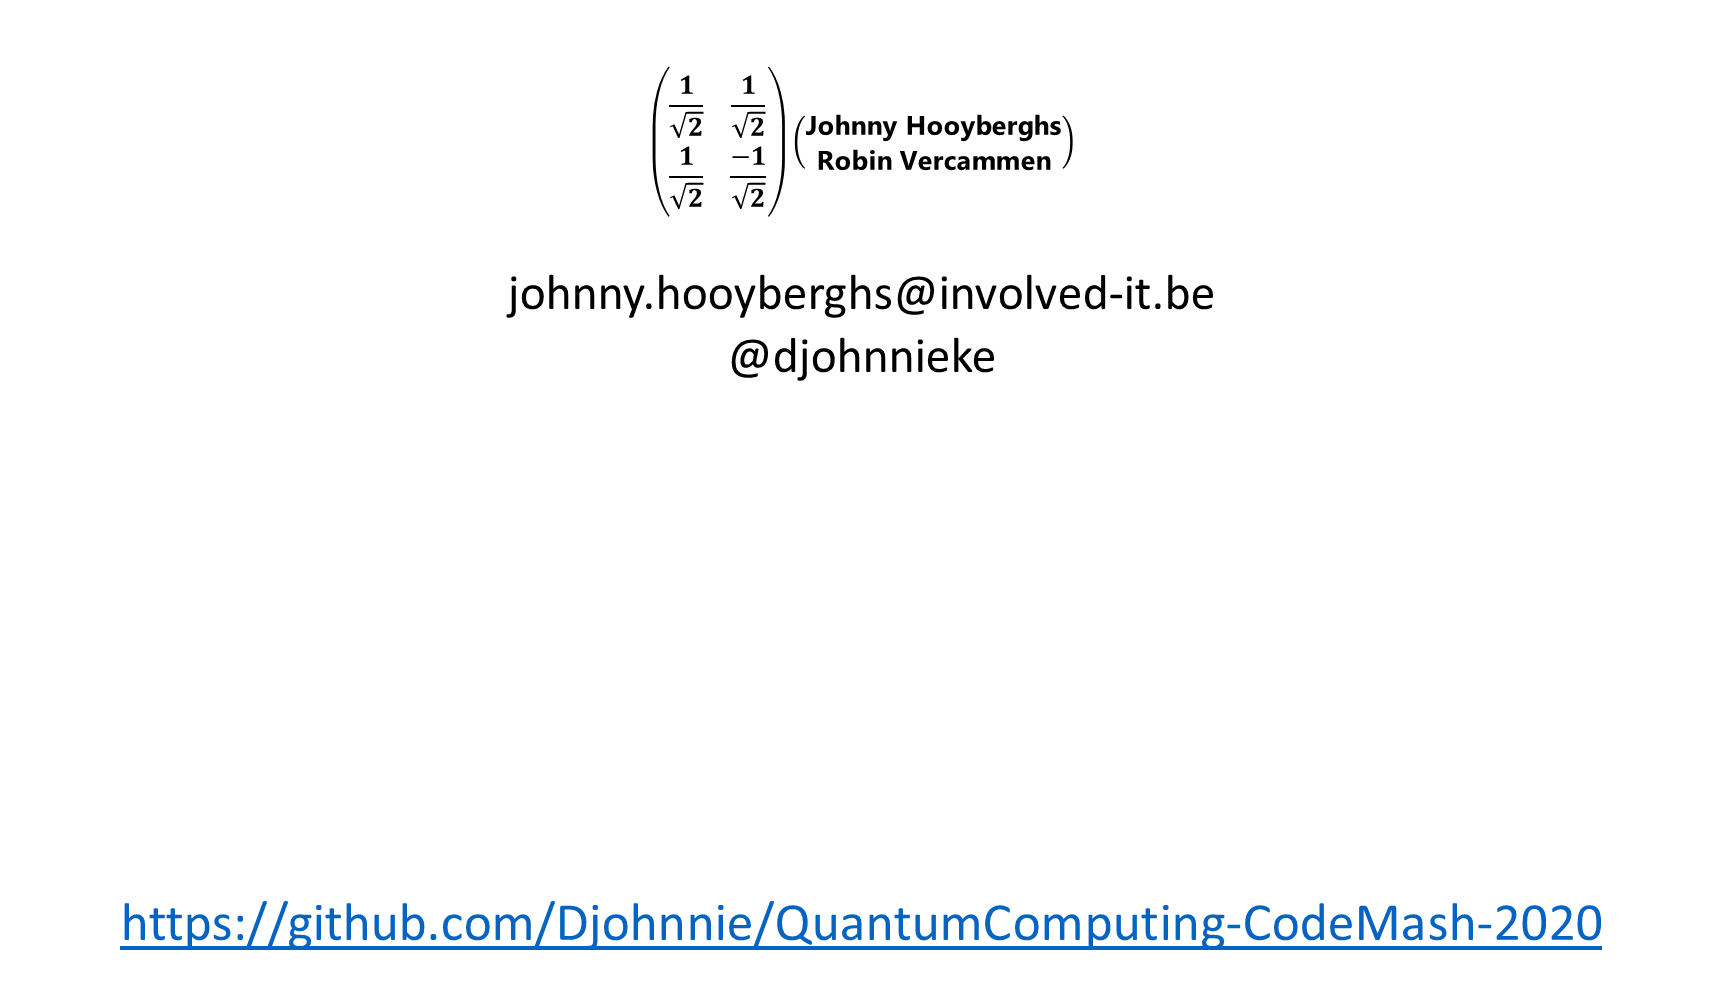 1 1
√2 √2
1 −1
√2 √2
Johnny Hooyberghs
Robin Vercammen
johnny.hooyberghs@involved-it.be
@djohnnieke
https://github.com/Djohnnie/QuantumComputing-CodeMash-2020